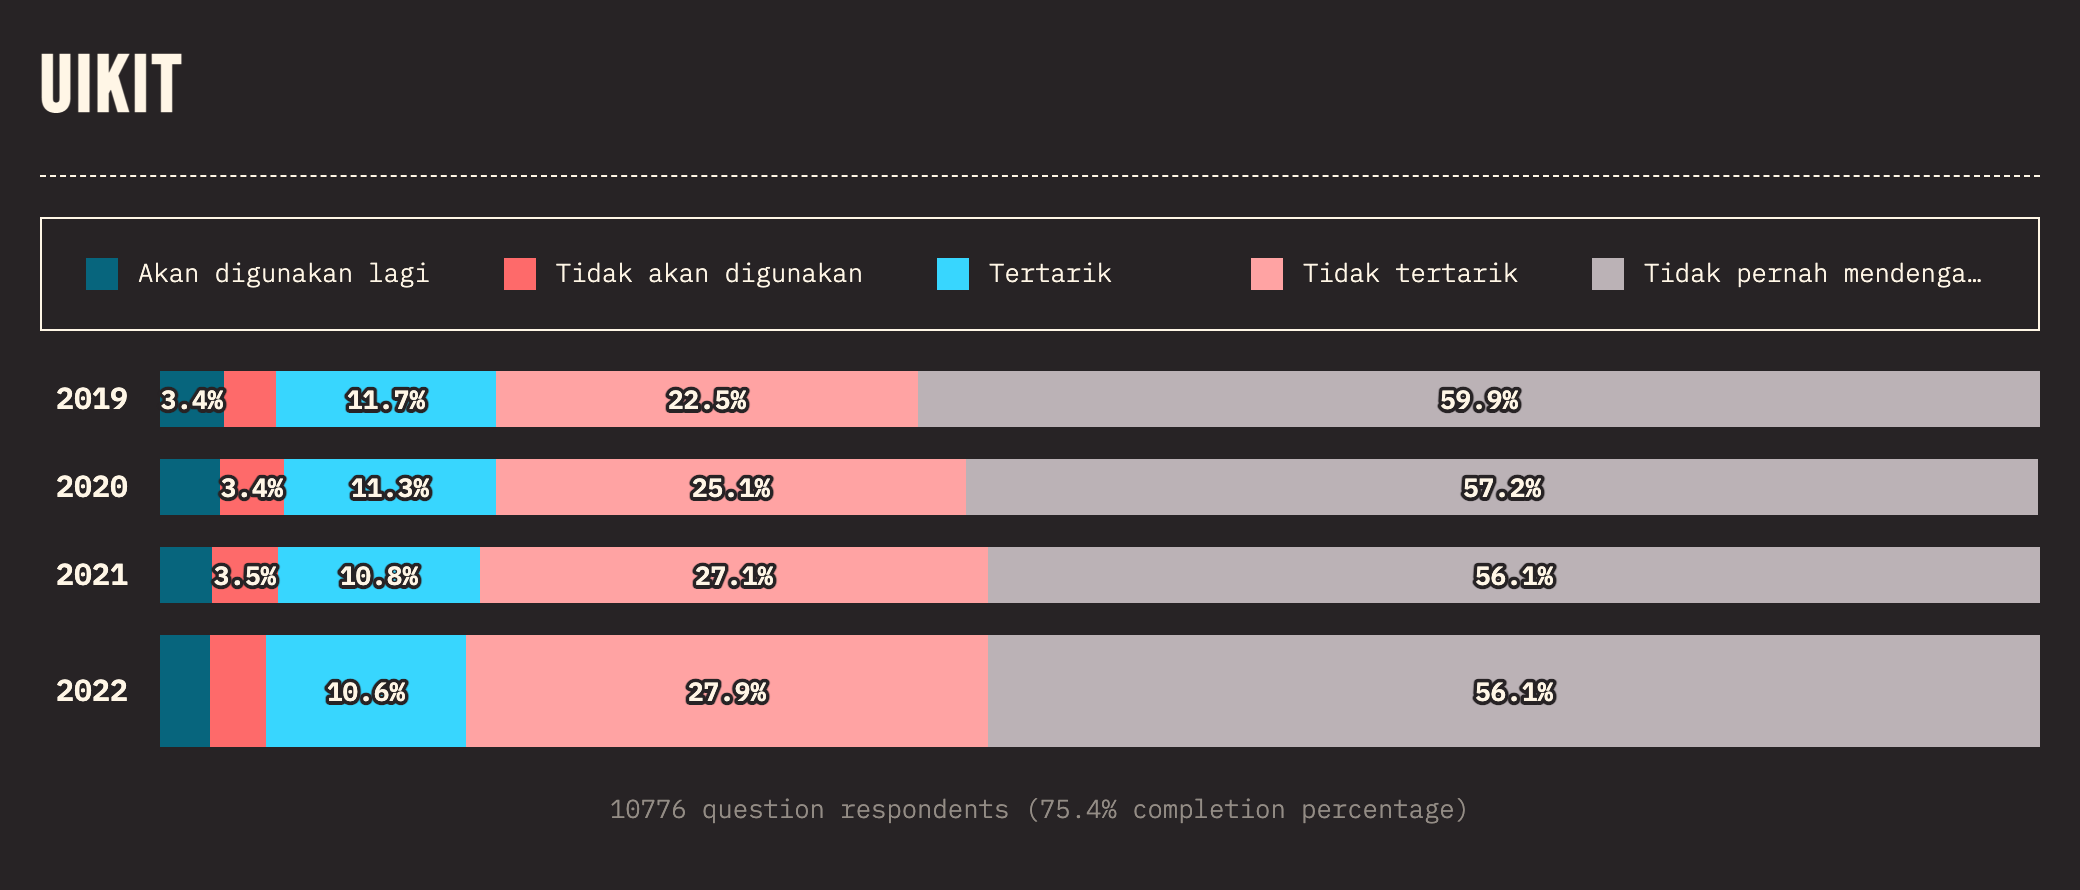 UIKIT
Akan digunakan lagi Tidak akan digunakan Tertarik Tidak tertarik Tidak pernah mendenga…
2019 3.4% 11.7% 22.5% 59.9%
2020 3.4% 11.3% 25.1% 57.2%
2021 3.5% 10.8% 27.1% 56.1%
2022 10.6% 27.9% 56.1%
10776 question respondents (75.4% completion percentage)